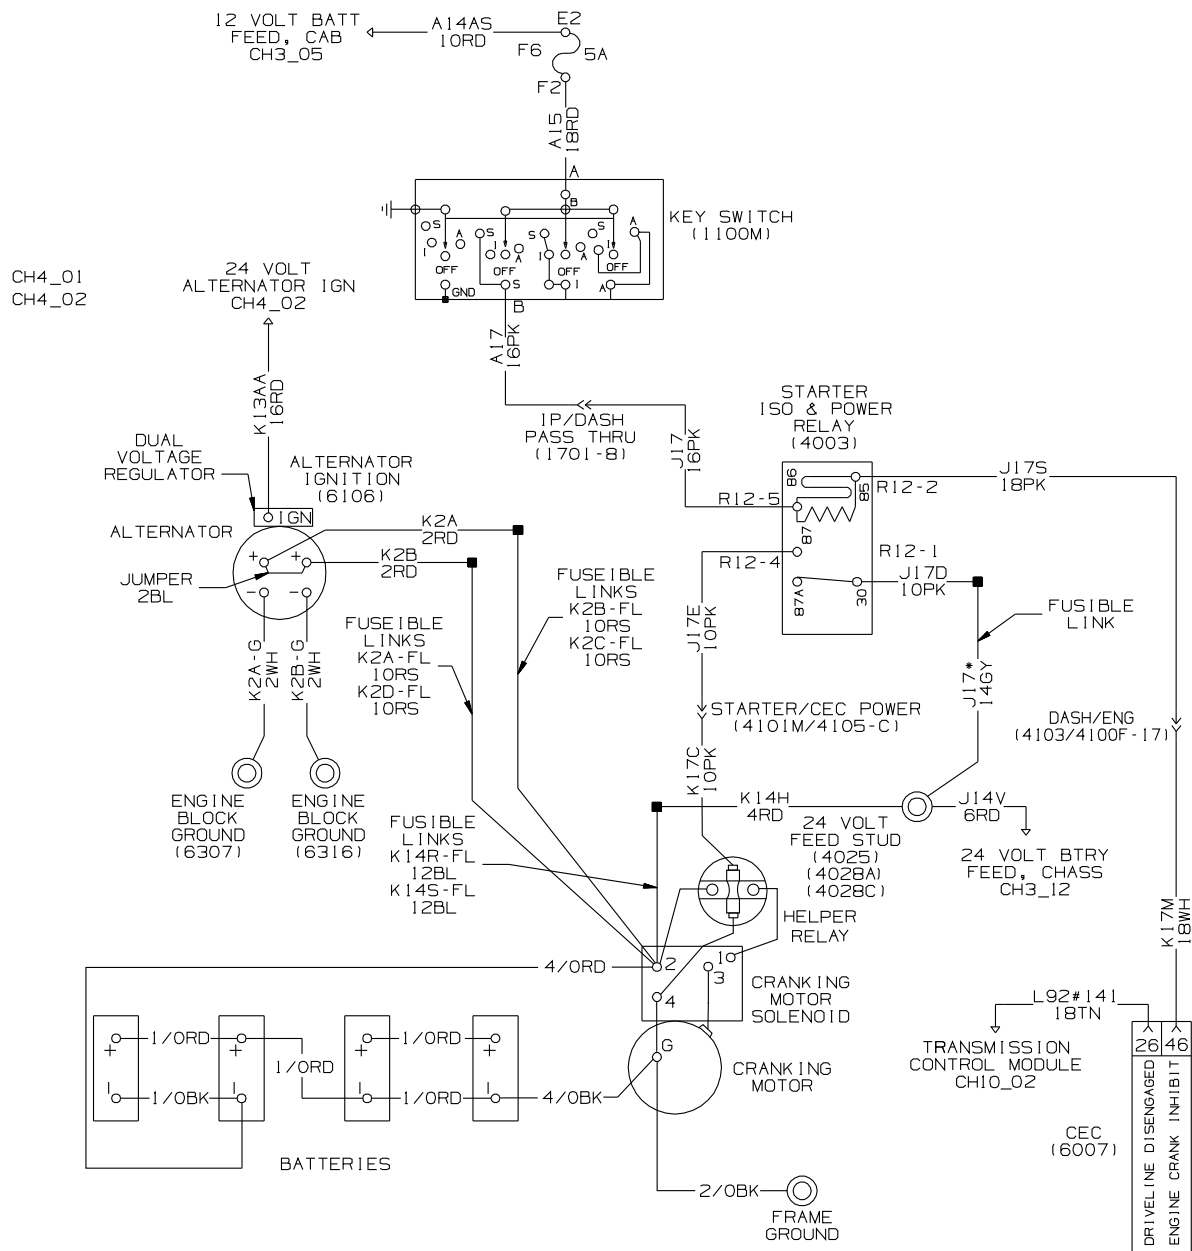 12 VOLT BATT
FEED, CAB
CH3_05
A14AS
10RD
E2
F6
5A
F2
A15
18RD
A
B
S
I
A
OFF
S
I
A
OFF
S
I
A
OFF
S
I
A
OFF
GND
S
I
A
B
KEY SWITCH
(1100M)
CH4_01
CH4_02
24 VOLT
ALTERNATOR IGN
CH4_02
K13AA
16RD
A17
16PK
IP/DASH
PASS THRU
(1701-8)
J17
16PK
STARTER
ISO & POWER
RELAY
(4003)
86
85
87
87A
30
R12-5
R12-2
R12-4
R12-1
J17S
18PK
J17D
10PK
DUAL
VOLTAGE
REGULATOR
ALTERNATOR
IGNITION
(6106)
IGN
ALTERNATOR
+
+
-
-
JUMPER
2BL
K2A
2RD
K2B
2RD
FUSEIBLE
LINKS
K2B-FL
10RS
K2C-FL
10RS
FUSEIBLE
LINKS
K2A-FL
10RS
K2D-FL
10RS
K2A-G
2WH
K2B-G
2WH
J17E
10PK
FUSIBLE
LINK
J17*
14GY
STARTER/CEC POWER
(4101M/4105-C)
DASH/ENG
(4103/4100F-17)
K17C
10PK
ENGINE
BLOCK
GROUND
(6307)
ENGINE
BLOCK
GROUND
(6316)
FUSIBLE
LINKS
K14R-FL
12BL
K14S-FL
12BL
K14H
4RD
24 VOLT
FEED STUD
(4025)
(4028A)
(4028C)
J14V
6RD
24 VOLT BTRY
FEED, CHASS
CH3_12
HELPER
RELAY
K17M
18WH
4/0RD
2
1
3
4
CRANKING
MOTOR
SOLENOID
G
CRANKING
MOTOR
+
-
1/0RD
1/0BK
+
-
1/0RD
+
-
1/0RD
1/0RD
+
-
4/0BK
BATTERIES
2/0BK
FRAME
GROUND
L92#141
18TN
TRANSMISSION
CONTROL MODULE
CH10_02
26
46
DRIVELINE DISENGAGED
ENGINE CRANK INHIBIT
CEC
(6007)